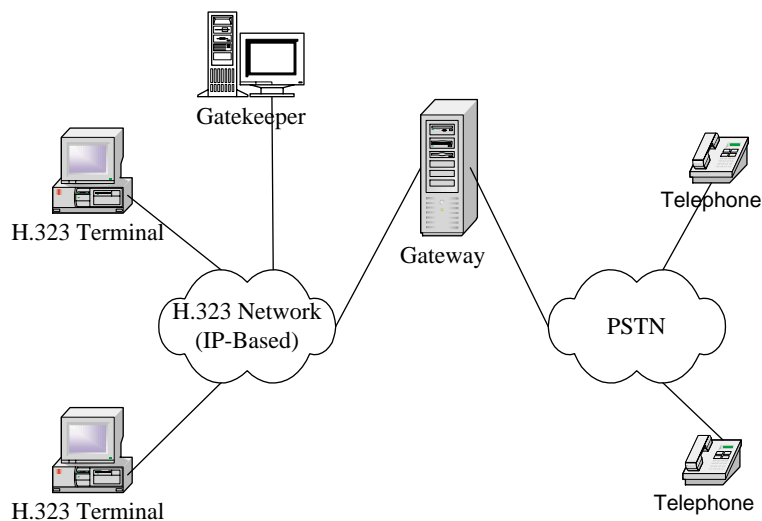 Gatekeeper
H.323 Terminal
Telephone
Gateway
H.323 Network
(IP-Based)
PSTN
H.323 Terminal
Telephone